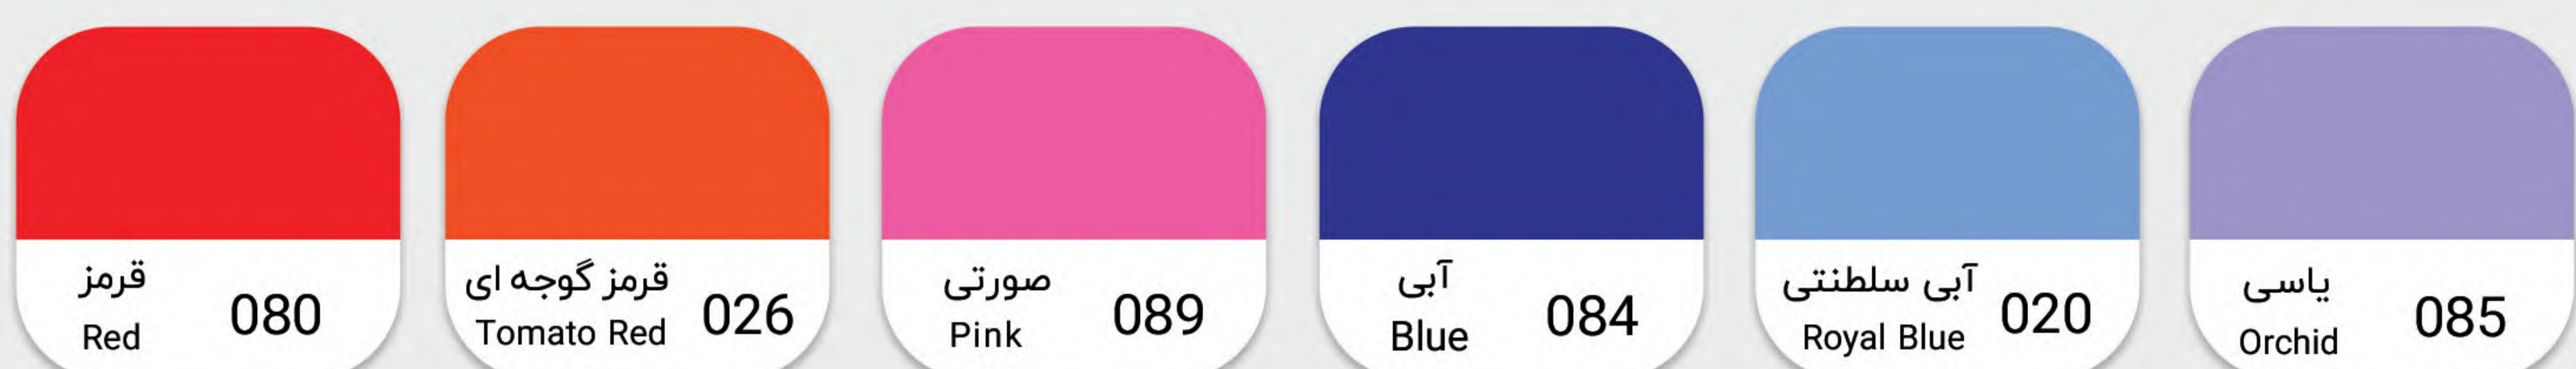 قرمز
Red
080
قرمز گوجه ای
Tomato Red
026
صورتی
Pink
089
آبی
Blue
084
آبی سلطنتی
Royal Blue
020
یاسی
Orchid
085